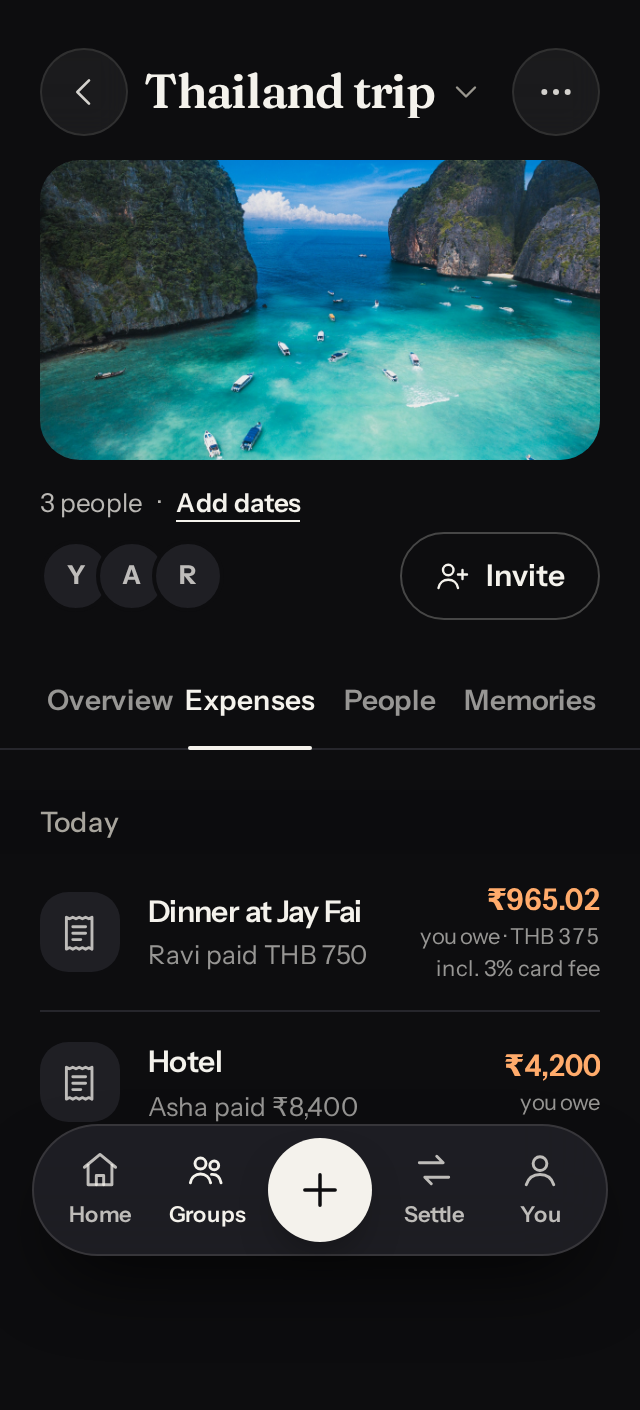 Thailand trip
3 people · Add dates
Y A R
Invite
Overview Expenses People Memories
Today
Dinner at Jay Fai
₹965.02
Ravi paid THB 750
you owe · THB 375
incl. 3% card fee
Hotel
₹4,200
Asha paid ₹8,400
you owe
Home Groups Settle You